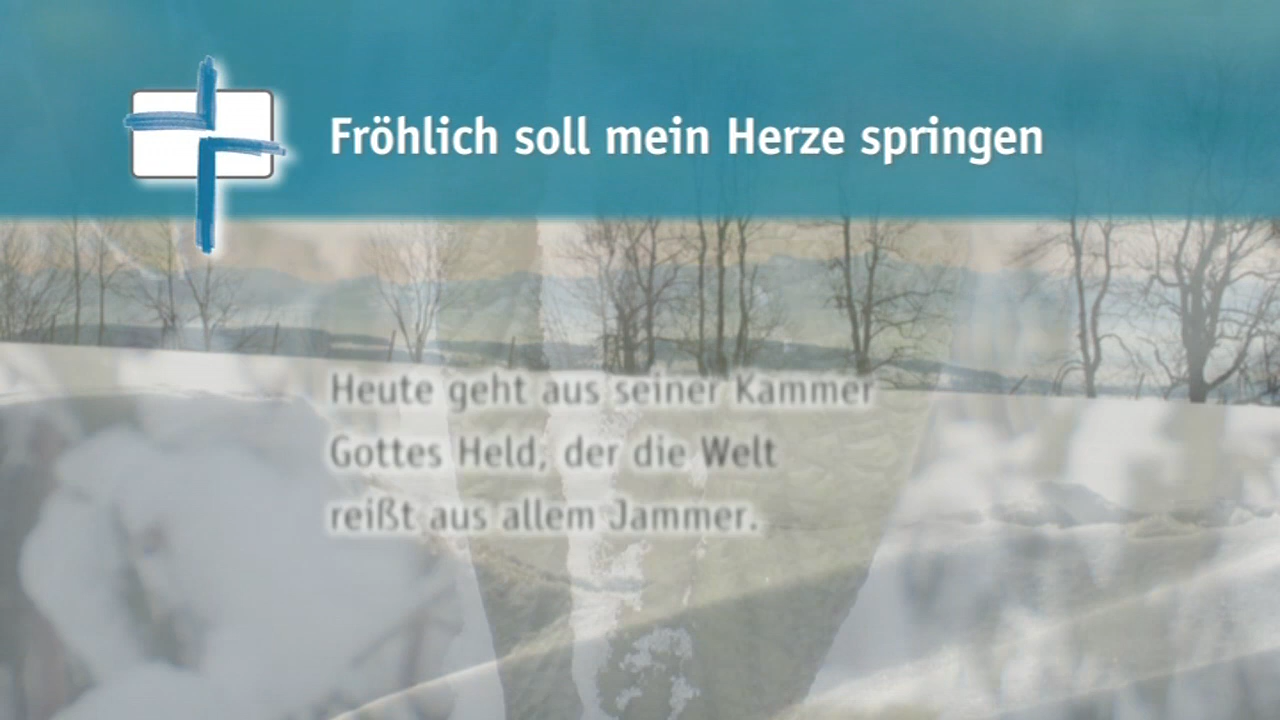 Fröhlich soll mein Herze springen
Heute geht aus seiner Kammer
Gottes Held, der die Welt
reißt aus allem Jammer.